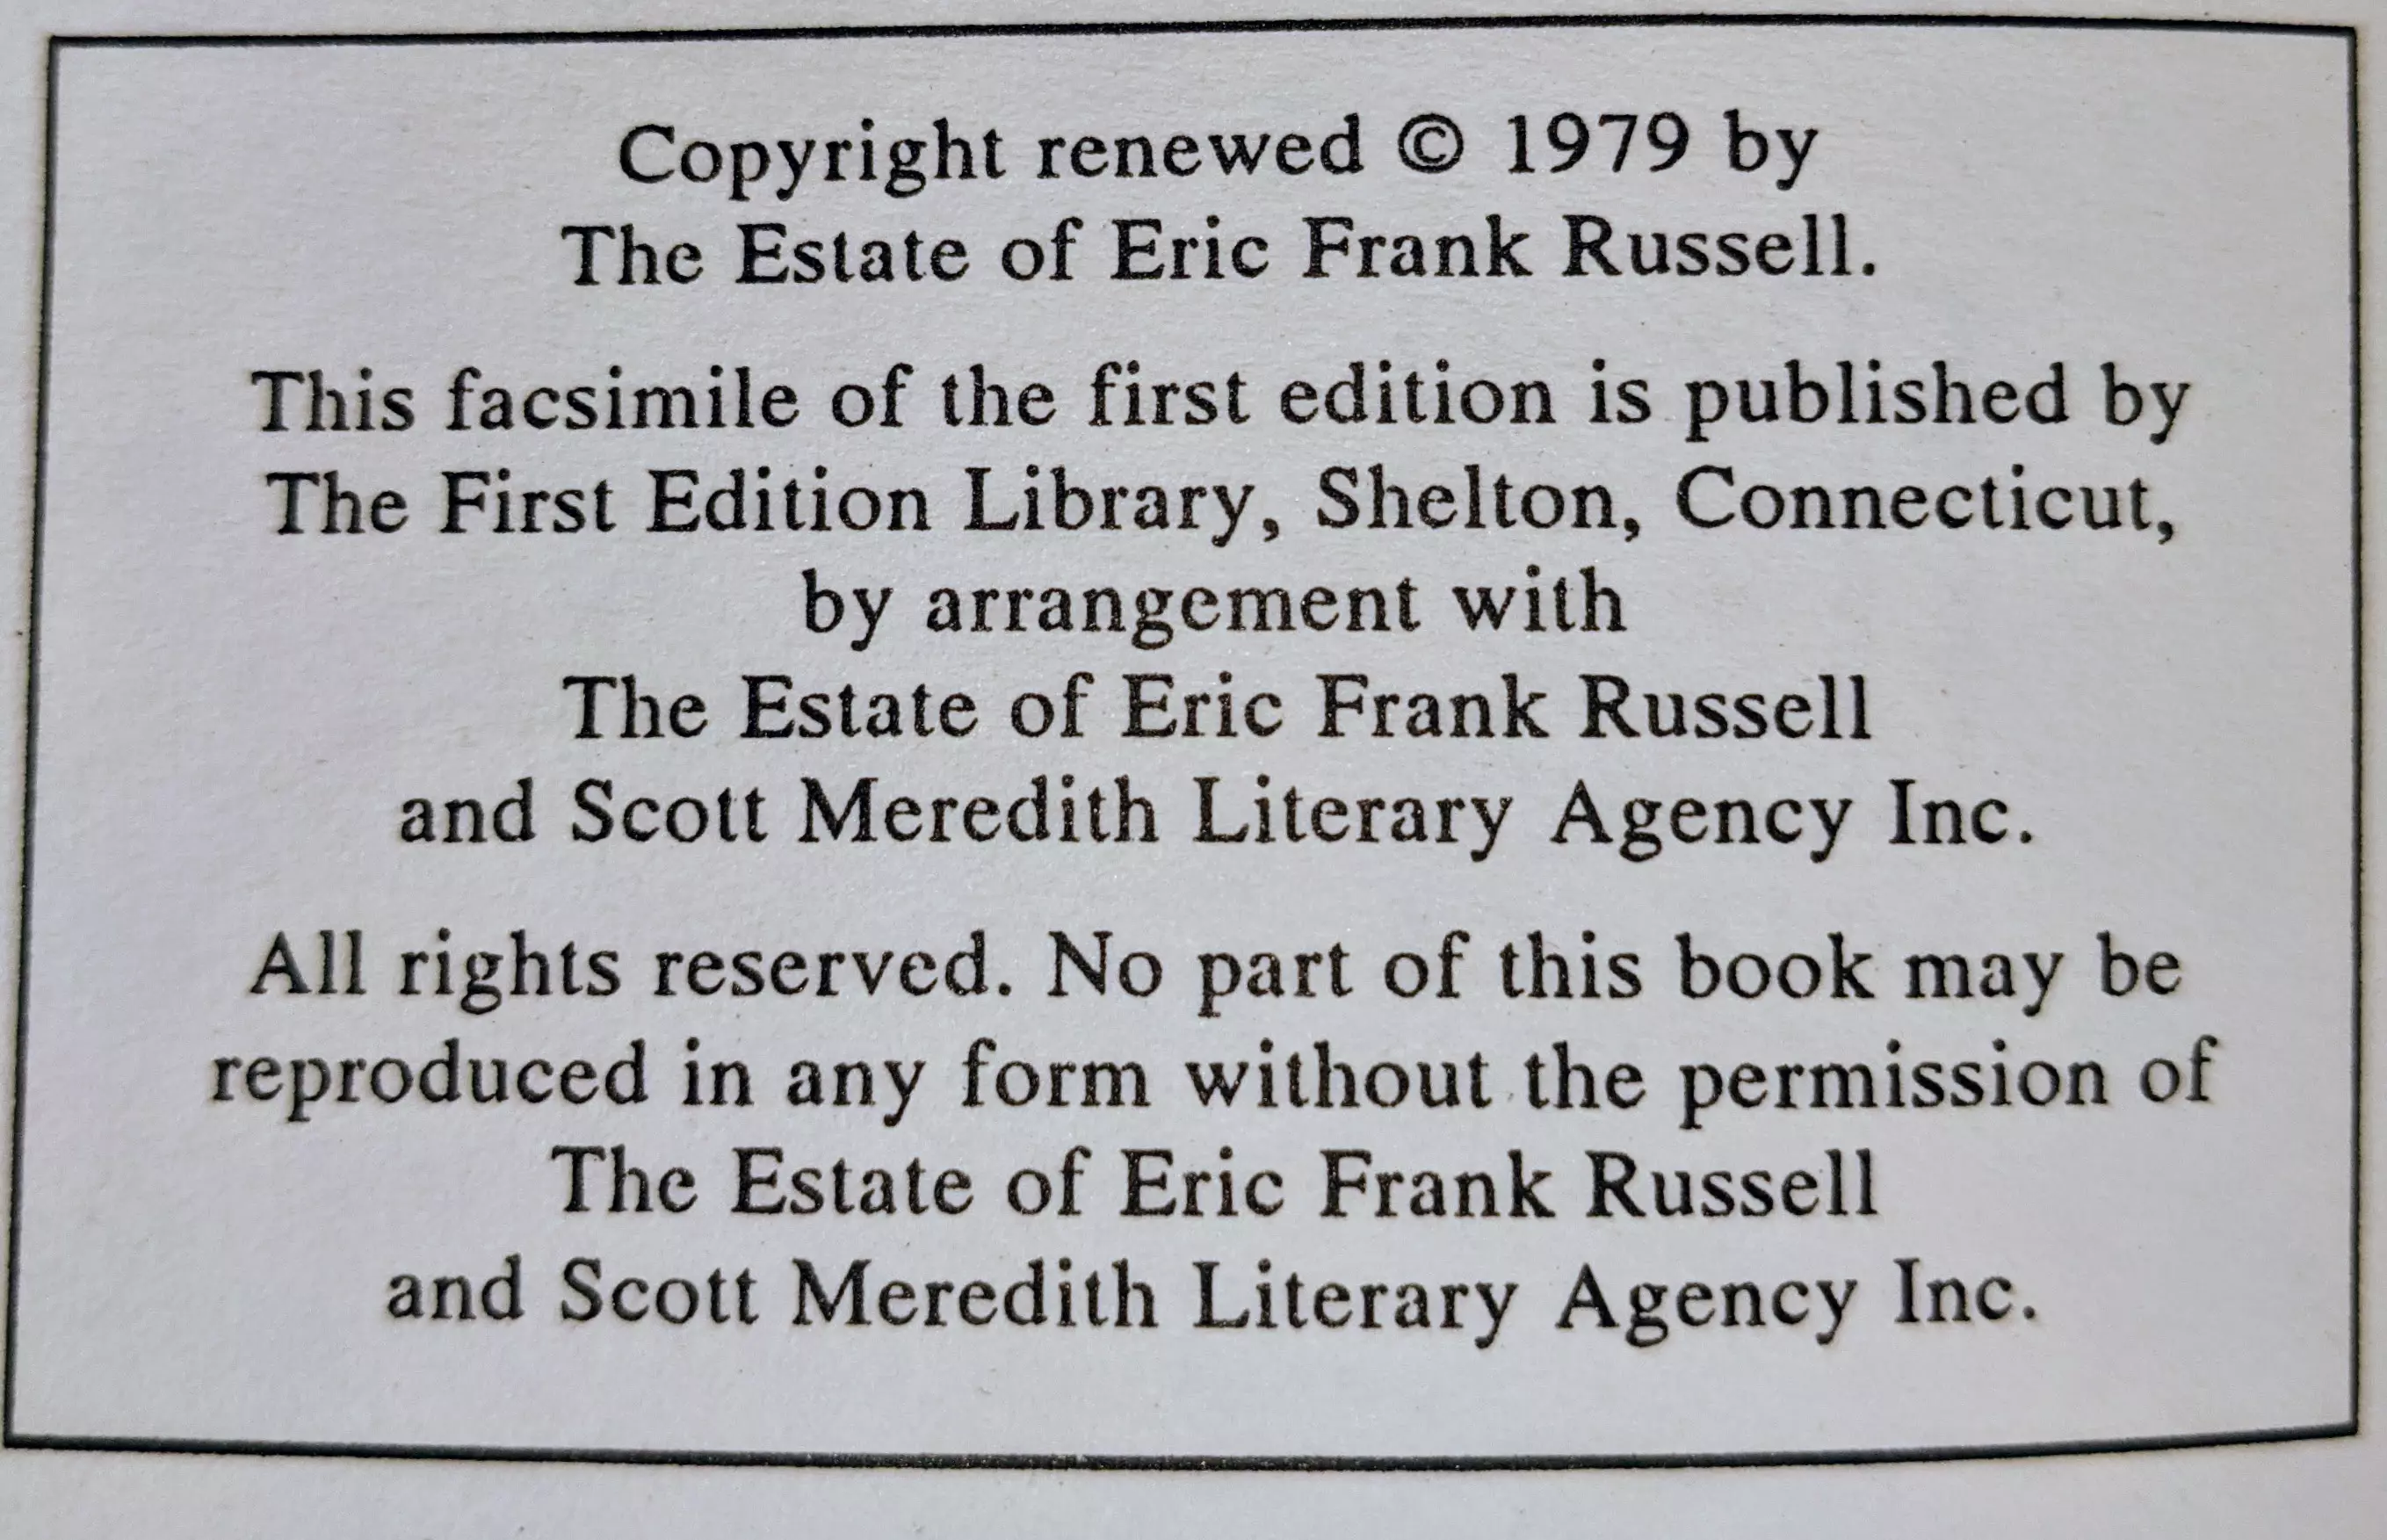 Copyright renewed © 1979 by
The Estate of Eric Frank Russell.
This facsimile of the first edition is published by
The First Edition Library, Shelton, Connecticut,
by arrangement with
The Estate of Eric Frank Russell
and Scott Meredith Literary Agency Inc.
All rights reserved. No part of this book may be
reproduced in any form without the permission of
The Estate of Eric Frank Russell
and Scott Meredith Literary Agency Inc.